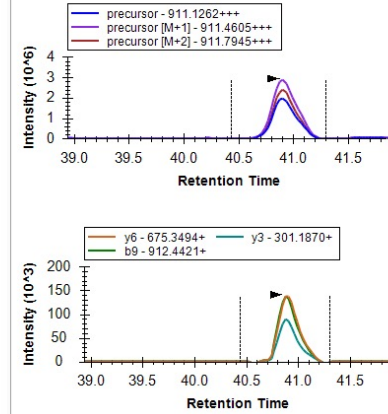 precursor - 911.1262+++
precursor [M+1] - 911.4605+++
precursor [M+2] - 911.7945+++
Intensity (10^6)
4
3
2
1
0
39.0 39.5 40.0 40.5 41.0 41.5
Retention Time
y6 - 675.3494+ y3 - 301.1870+
b9 - 912.4421+
Intensity (10^3)
200
150
100
50
0
39.0 39.5 40.0 40.5 41.0 41.5
Retention Time